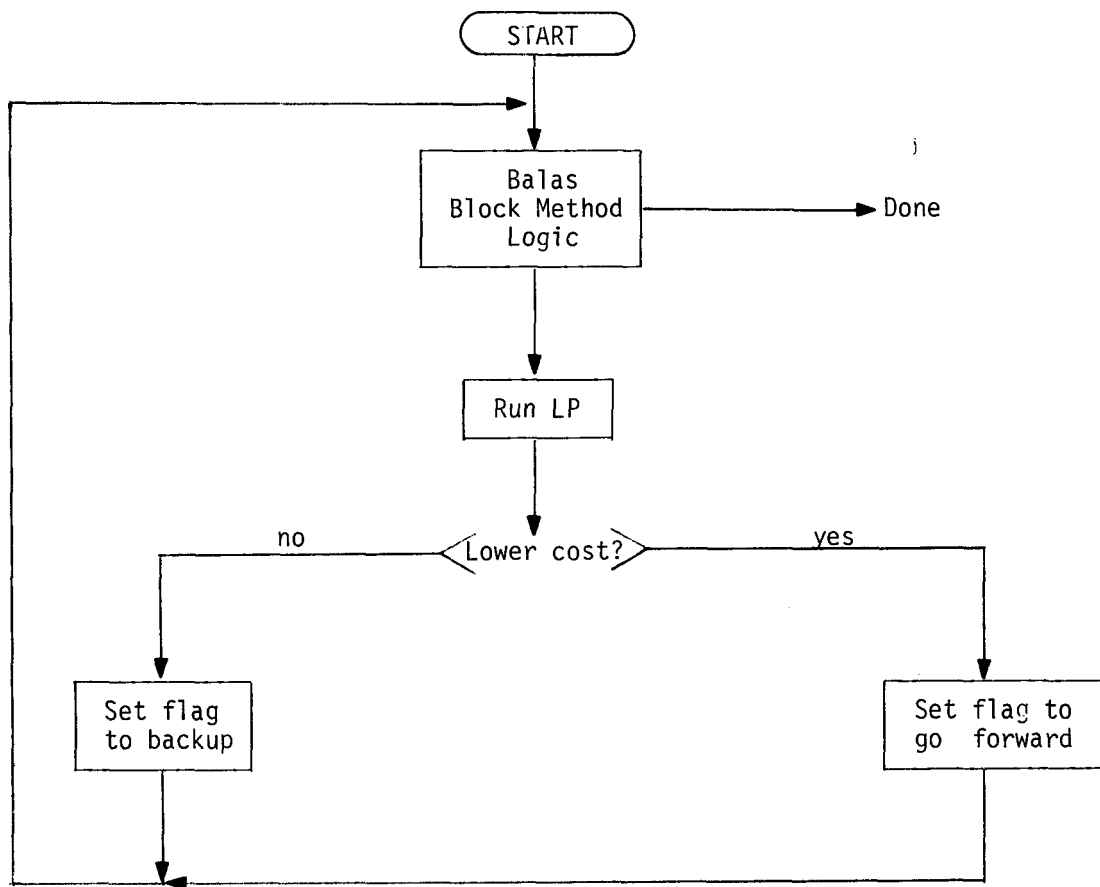 START
j
Balas
Block Method
Logic
Done
Run LP
no
Lower cost?
yes
Set flag
to backup
Set flag to
go forward